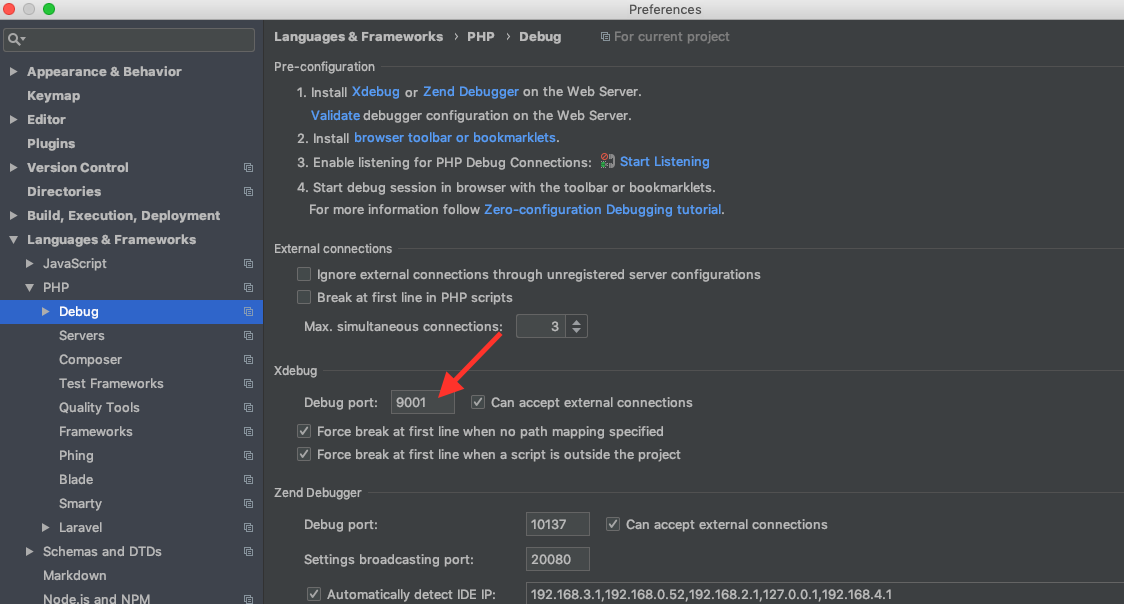 Preferences
Appearance & Behavior
Keymap
Editor
Plugins
Version Control
Directories
Build, Execution, Deployment
Languages & Frameworks
JavaScript
PHP
Debug
Servers
Composer
Test Frameworks
Quality Tools
Frameworks
Phing
Blade
Smarty
Laravel
Schemas and DTDs
Markdown
Node.js and NPM
Languages & Frameworks › PHP › Debug For current project
Pre-configuration
1. Install Xdebug or Zend Debugger on the Web Server.
Validate debugger configuration on the Web Server.
2. Install browser toolbar or bookmarklets.
3. Enable listening for PHP Debug Connections: Start Listening
4. Start debug session in browser with the toolbar or bookmarklets.
For more information follow Zero-configuration Debugging tutorial.
External connections
Ignore external connections through unregistered server configurations
Break at first line in PHP scripts
Max. simultaneous connections: 3
Xdebug
Debug port: 9001 Can accept external connections
Force break at first line when no path mapping specified
Force break at first line when a script is outside the project
Zend Debugger
Debug port: 10137 Can accept external connections
Settings broadcasting port: 20080
Automatically detect IDE IP: 192.168.3.1,192.168.0.52,192.168.2.1,127.0.0.1,192.168.4.1